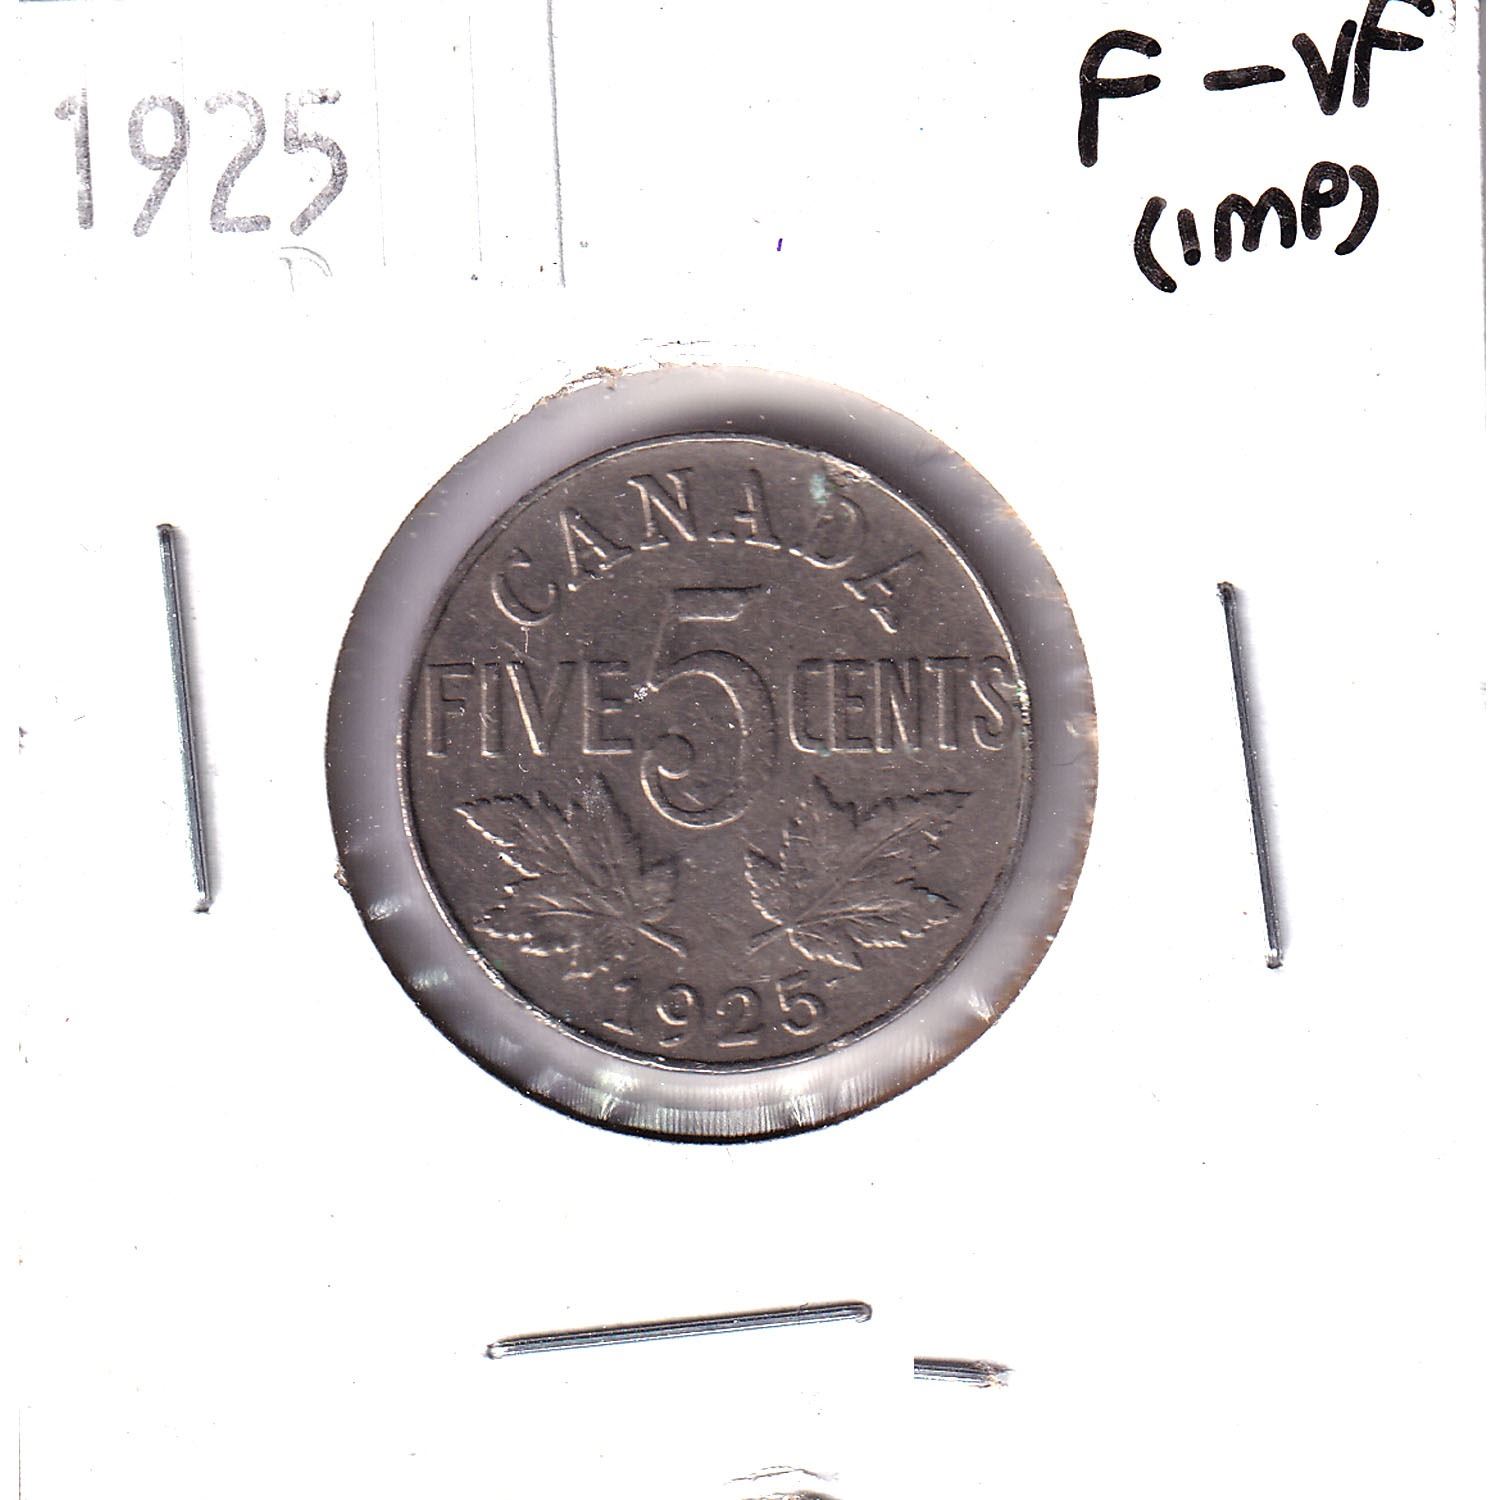 1925
F-VF
(IMP)
CANADA
FIVE 5 CENTS
1925